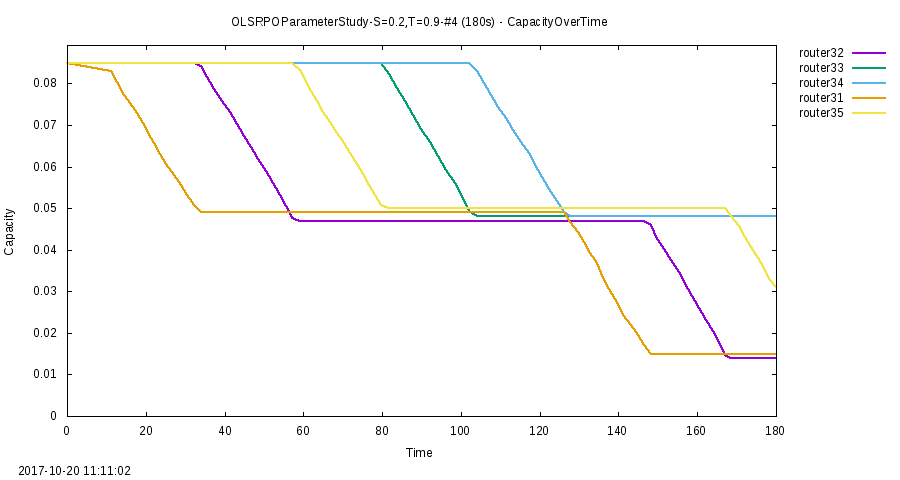 OLSRPOParameterStudy-S=0.2,T=0.9-#4 (180s) - CapacityOverTime
router32
router33
router34
router31
router35
0.08
0.07
0.06
0.05
0.04
0.03
0.02
0.01
0
Capacity
0 20 40 60 80 100 120 140 160 180
Time
2017-10-20 11:11:02